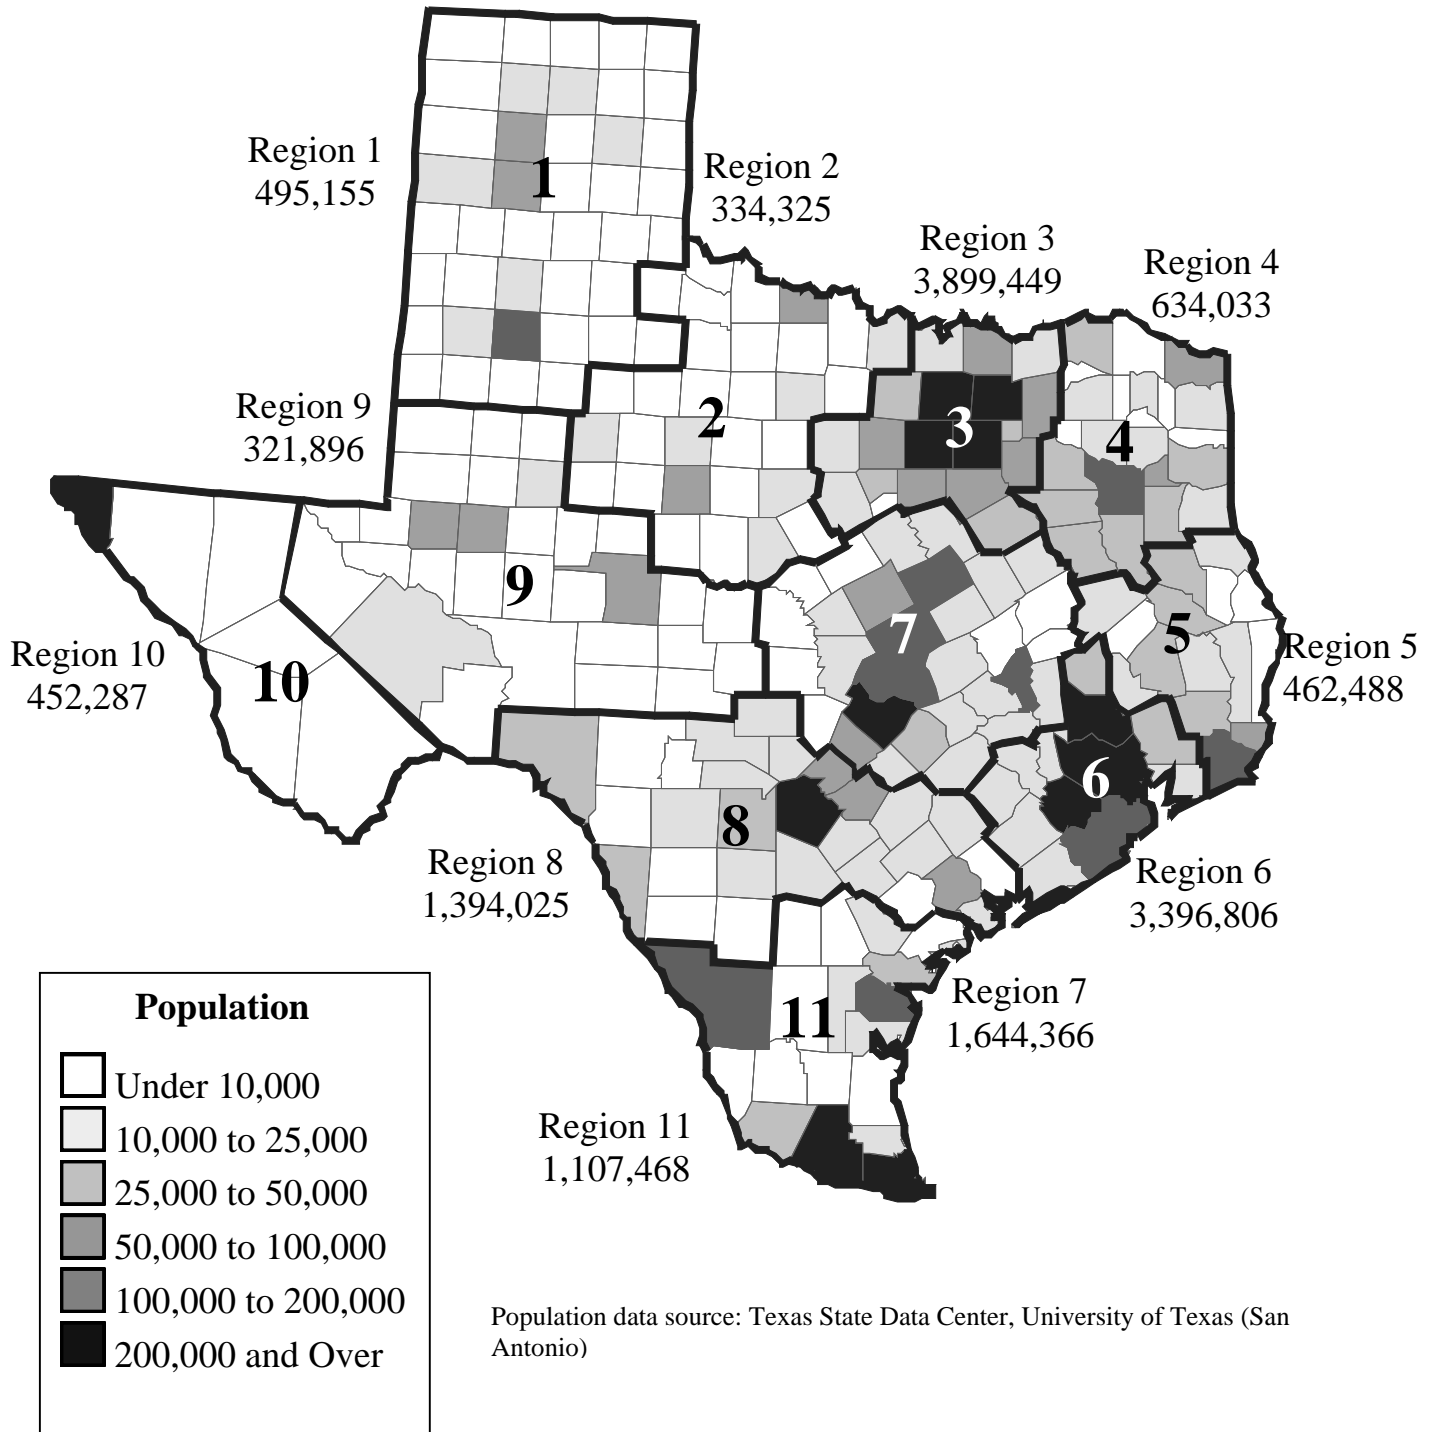 Region 1
495,155
1
Region 2
334,325
Region 3
3,899,449
Region 4
634,033
Region 9
321,896
2
3
4
9
7
5
Region 10
452,287
10
Region 5
462,488
6
8
Region 8
1,394,025
Region 6
3,396,806
11
Region 7
1,644,366
Region 11
1,107,468
Population
Under 10,000
10,000 to 25,000
25,000 to 50,000
50,000 to 100,000
100,000 to 200,000
200,000 and Over
Population data source: Texas State Data Center, University of Texas (San
Antonio)